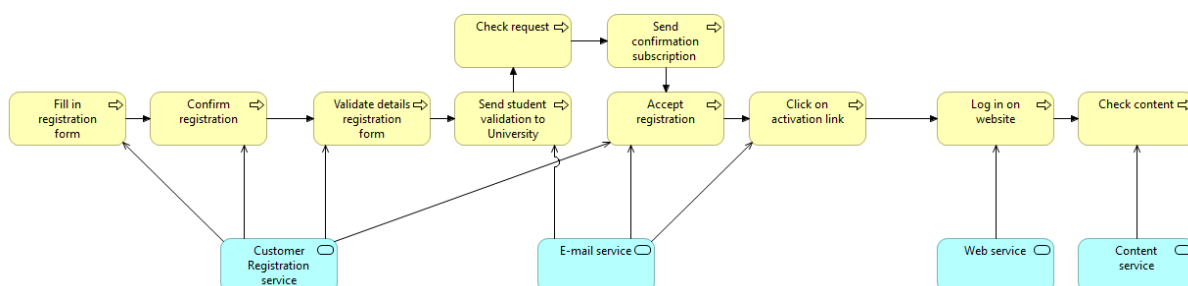 Check request
Send
confirmation
subscription
Fill in
registration
form
Confirm
registration
Validate details
registration
form
Send student
validation to
University
Accept
registration
Click on
activation link
Log in on
website
Check content
Customer
Registration
service
E-mail service
Web service
Content
service